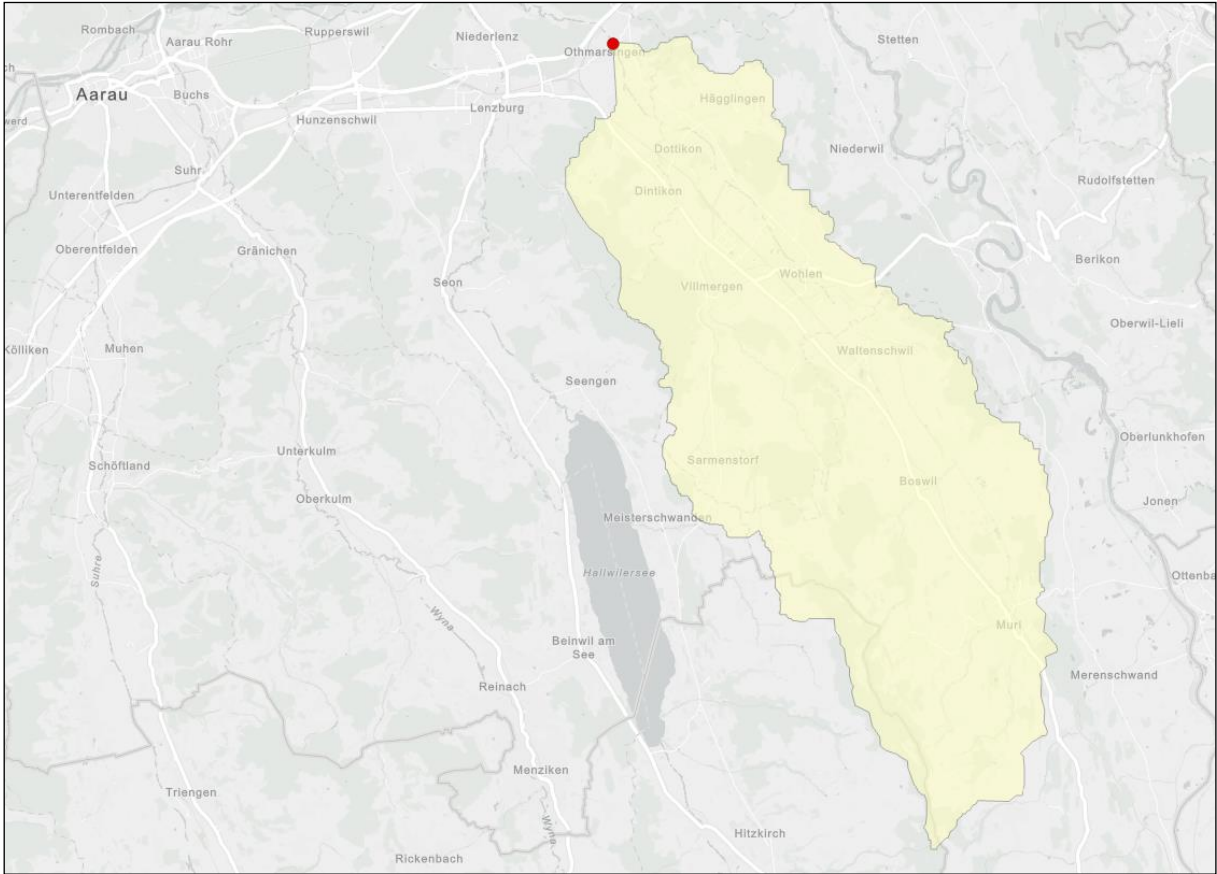 Rombach
Aarau Rohr
Rupperswil
Niederlenz
Othmarsingen
Stetten
Aarau
Buchs
Lenzburg
Hägglingen
Hunzenschwil
Dottikon
Niederwil
Suhr
Dintikon
Rudolfstetten
Unterentfelden
Oberentfelden
Gränichen
Wohlen
Berikon
Seon
Villmergen
Oberwil-Lieli
Kölliken
Muhen
Waltenschwil
Seengen
Oberlunkhofen
Unterkulm
Schöftland
Sarmenstorf
Boswil
Oberkulm
Jonen
Meisterschwanden
Suhre
Hallwilersee
Ottenba
Wyna
Muri
Beinwil am
See
Merenschwand
Reinach
Menziken
Triengen
Wyna
Hitzkirch
Rickenbach